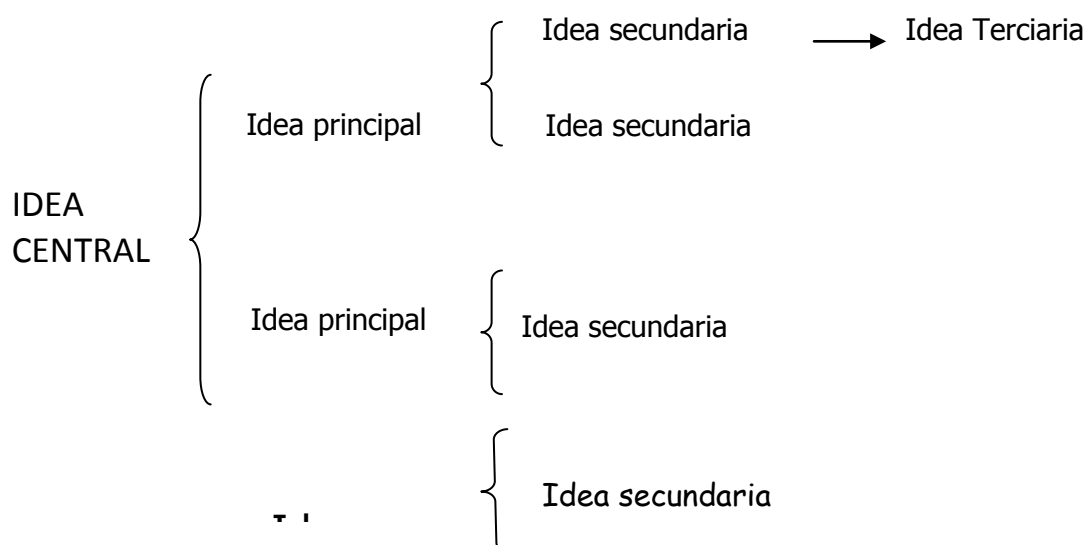 Idea secundaria
Idea Terciaria
Idea principal
Idea secundaria
IDEA
CENTRAL
Idea principal
Idea secundaria
Idea secundaria